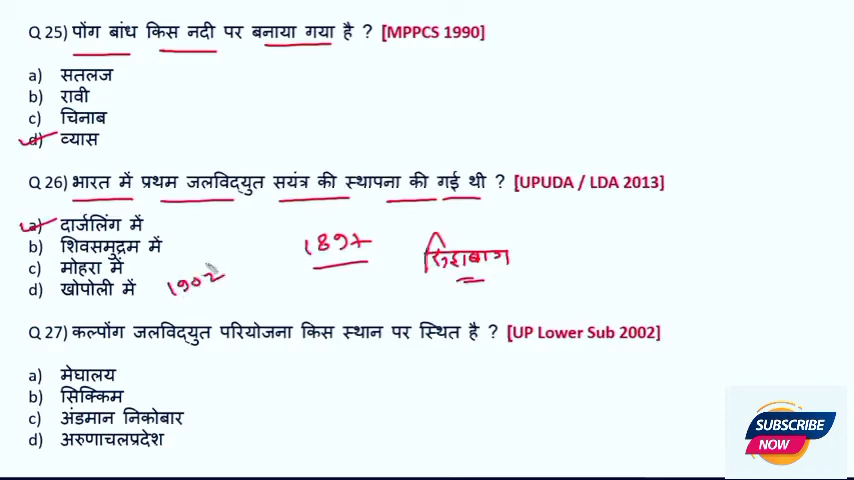 Q 25) पोंग बांध किस नदी पर बनाया गया है ? [MPPCS 1990]
a) सतलज
b) रावी
c) चिनाब
d) व्यास
Q 26) भारत में प्रथम जलविद्युत सयंत्र की स्थापना की गई थी ? [UPUDA / LDA 2013]
a) दार्जलिंग में
b) शिवसमुद्रम में
c) मोहरा में
d) खोपोली में
1897
1902
Q 27) कल्पोंग जलविद्युत परियोजना किस स्थान पर स्थित है ? [UP Lower Sub 2002]
a) मेघालय
b) सिक्किम
c) अंडमान निकोबार
d) अरुणाचलप्रदेश
SUBSCRIBE
NOW